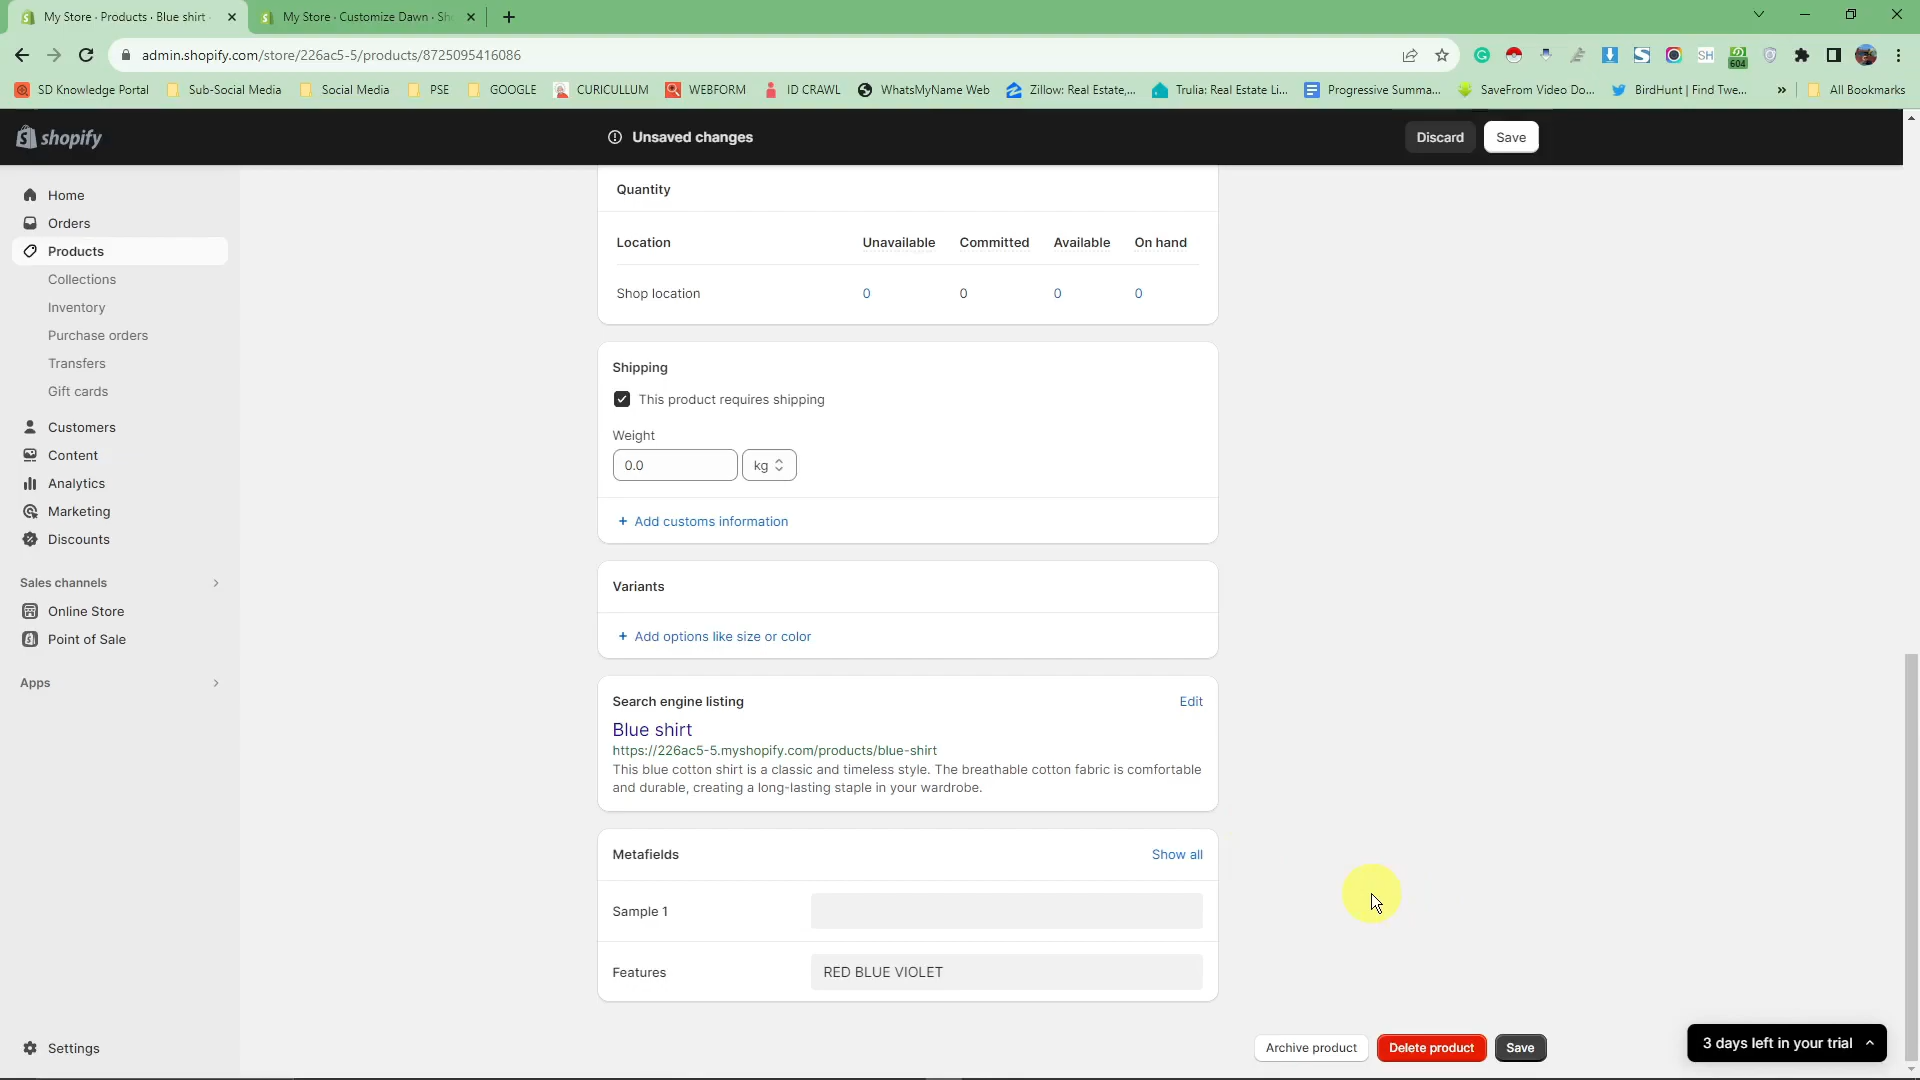 My Store · Products · Blue shirt
My Store · Customize Dawn · Sh
admin.shopify.com/store/226ac5-5/products/8725095416086
SH
604
SD Knowledge Portal
Sub-Social Media
Social Media
PSE
GOOGLE
CURICULLUM
WEBFORM
ID CRAWL
WhatsMyName Web
Zillow: Real Estate,...
Trulia: Real Estate Li...
Progressive Summa...
SaveFrom Video Do...
BirdHunt | Find Twe...
All Bookmarks
shopify
Unsaved changes
Discard
Save
Home
Orders
Products
Collections
Inventory
Purchase orders
Transfers
Gift cards
Customers
Content
Analytics
Marketing
Discounts
Sales channels
Online Store
Point of Sale
Apps
Settings
Quantity
Location Unavailable Committed Available On hand
Shop location 0 0 0 0
Shipping
This product requires shipping
Weight
0.0 kg
+ Add customs information
Variants
+ Add options like size or color
Search engine listing Edit
Blue shirt
https://226ac5-5.myshopify.com/products/blue-shirt
This blue cotton shirt is a classic and timeless style. The breathable cotton fabric is comfortable
and durable, creating a long-lasting staple in your wardrobe.
Metafields Show all
Sample 1
Features RED BLUE VIOLET
Archive product Delete product Save
3 days left in your trial